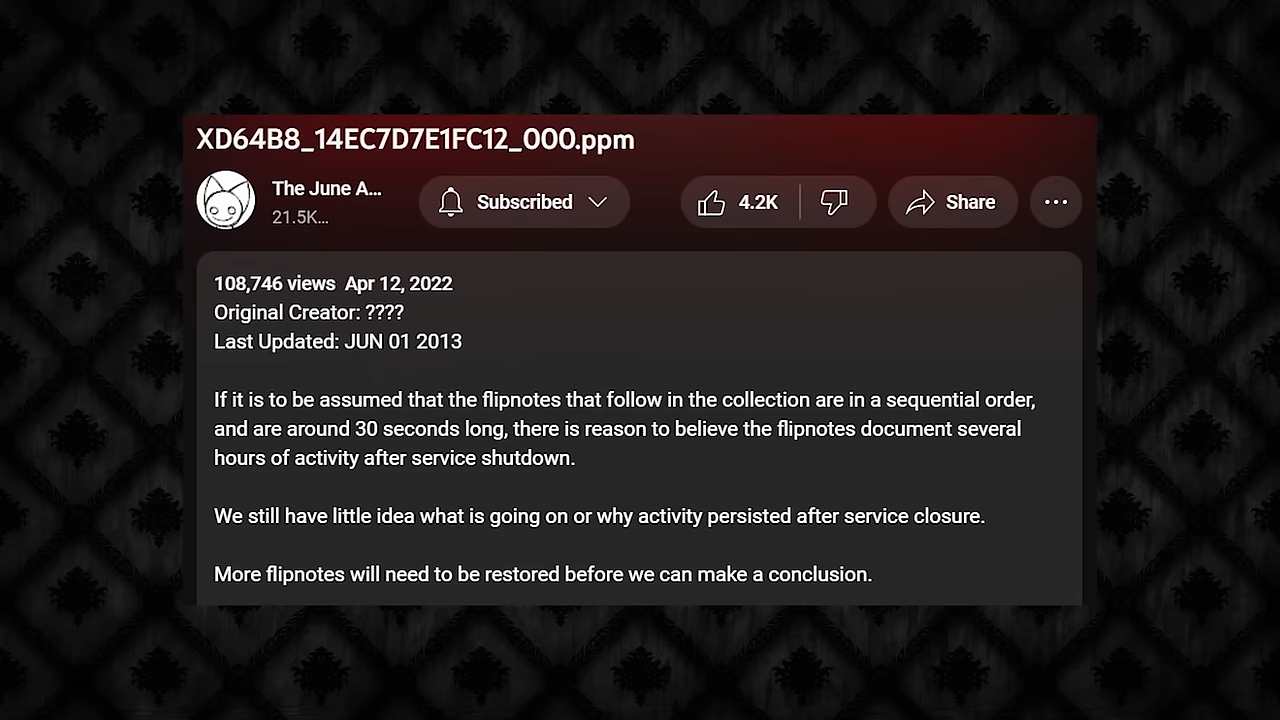 XD64B8_14EC7D7E1FC12_000.ppm
The June A...
21.5K...
Subscribed
4.2K
Share
108,746 views Apr 12, 2022
Original Creator: ????
Last Updated: JUN 01 2013
If it is to be assumed that the flipnotes that follow in the collection are in a sequential order,
and are around 30 seconds long, there is reason to believe the flipnotes document several
hours of activity after service shutdown.
We still have little idea what is going on or why activity persisted after service closure.
More flipnotes will need to be restored before we can make a conclusion.